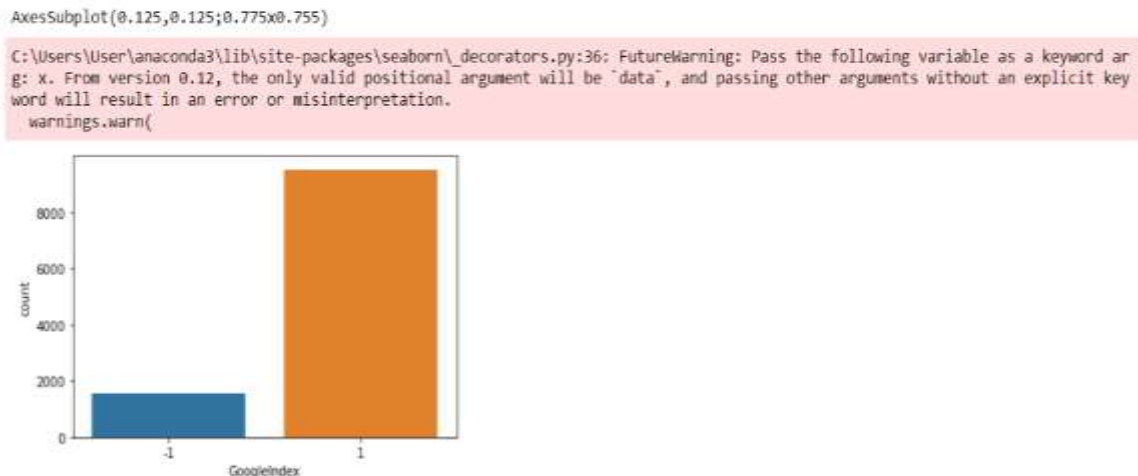 AxesSubplot(0.125,0.125;0.775x0.755)
C:\Users\User\anaconda3\lib\site-packages\seaborn\_decorators.py:36: FutureWarning: Pass the following variable as a keyword ar
g: x. From version 0.12, the only valid positional argument will be `data`, and passing other arguments without an explicit key
word will result in an error or misinterpretation.
warnings.warn(
8000
6000
4000
2000
0
count
-1 1
GoogleIndex